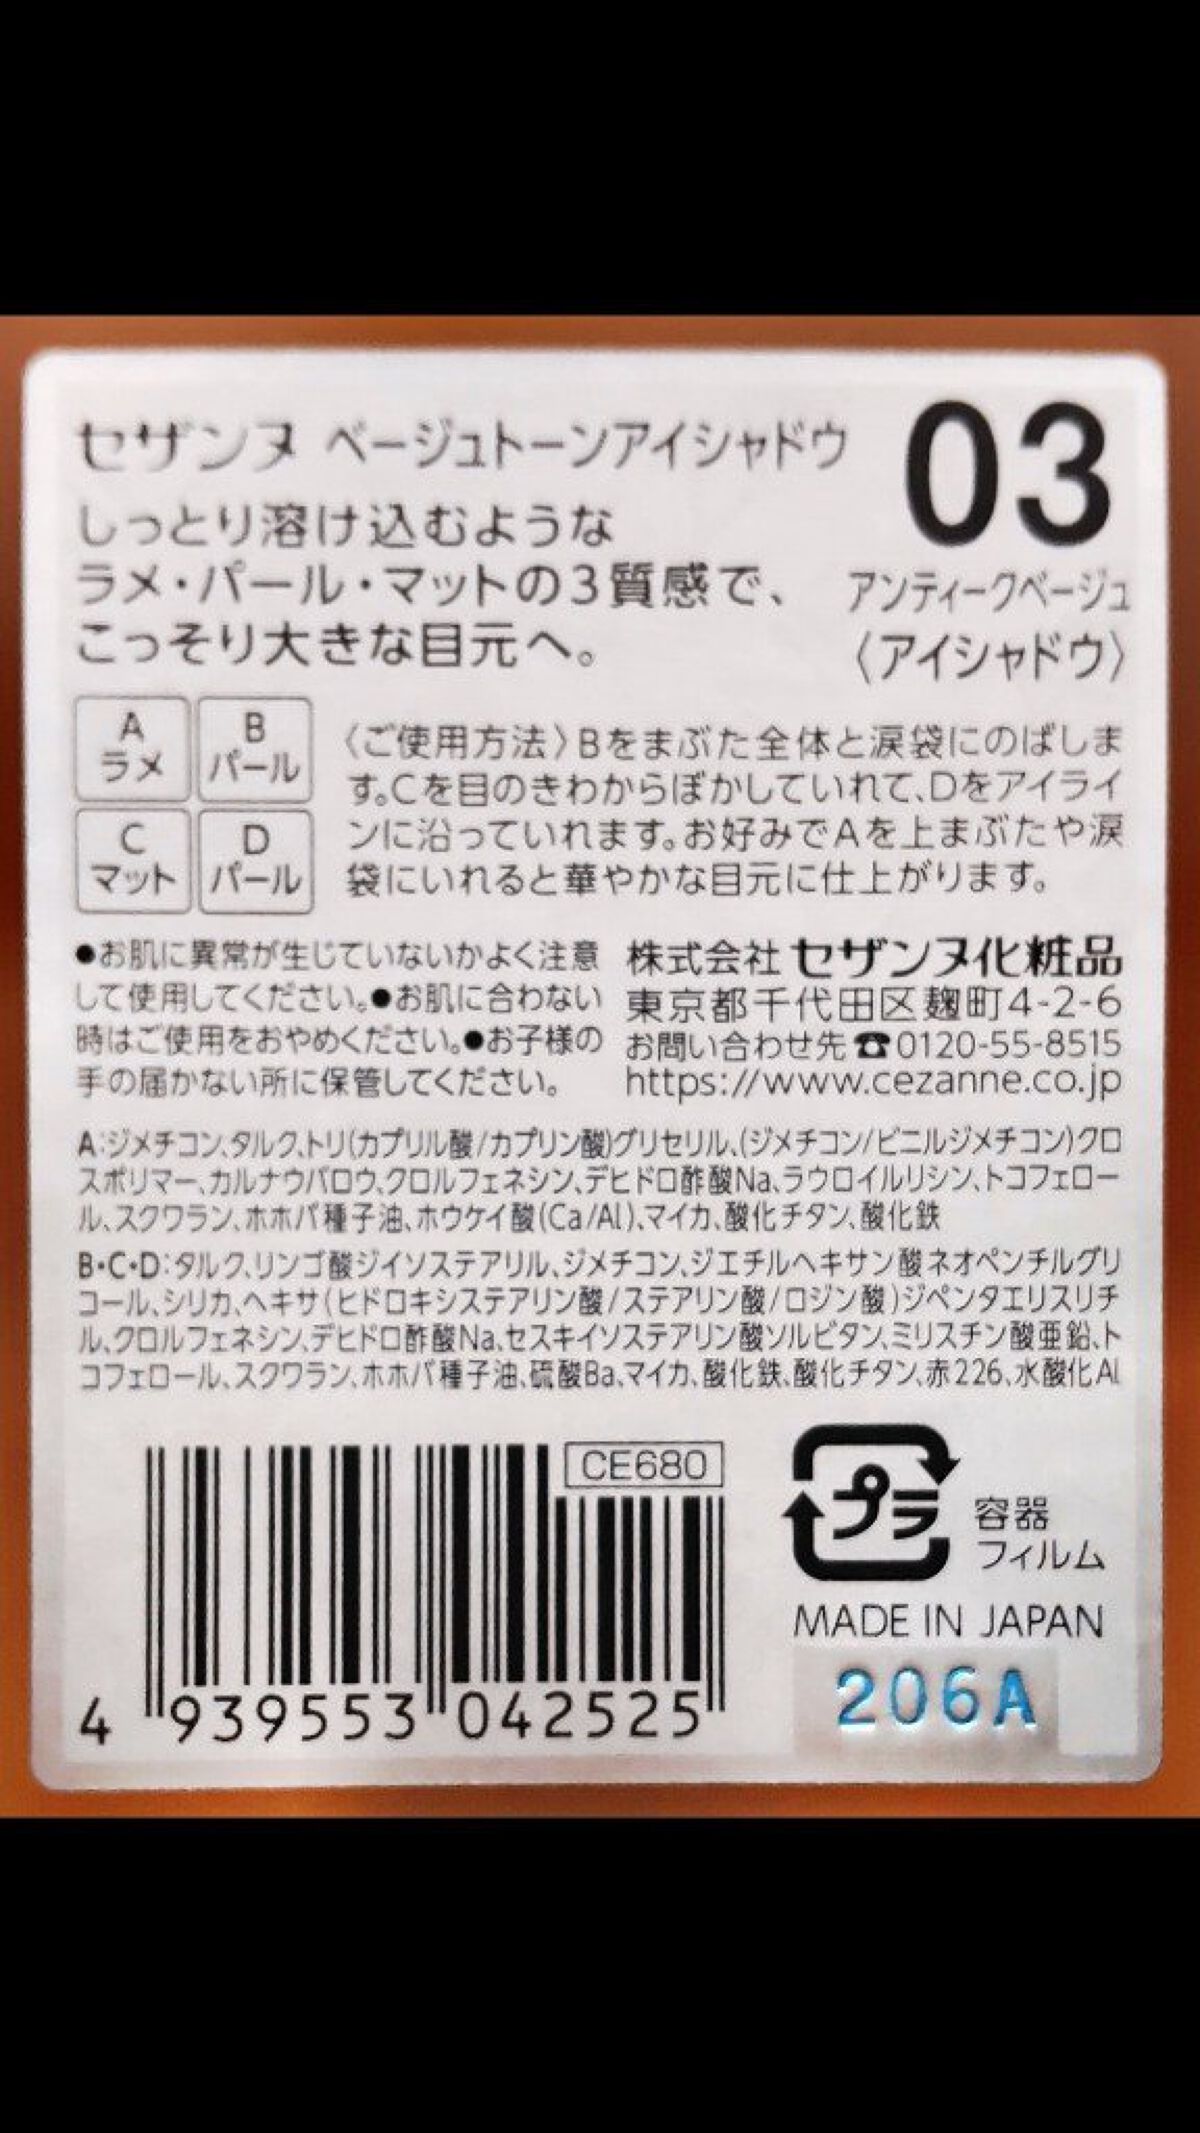 セザンヌ ベージュトーンアイシャドウ
03
しっとり溶け込むような
ラメ・パール・マットの3質感で、
こっそり大きな目元へ。
アンティークベージュ
〈アイシャドウ〉
A
ラメ
B
パール
C
マット
D
パール
〈ご使用方法〉Bをまぶた全体と涙袋にのばしま
す。Cを目のきわからぼかしていれて、Dをアイライ
ンに沿っていれます。お好みでAを上まぶたや涙
袋にいれると華やかな目元に仕上がります。
●お肌に異常が生じていないかよく注意
して使用してください。●お肌に合わない
時はご使用をおやめください。●お子様の
手の届かない所に保管してください。
株式会社 セザンヌ化粧品
東京都千代田区麹町4-2-6
お問い合わせ先☎0120-55-8515
https://www.cezanne.co.jp
A:ジメチコン、タルク、トリ(カプリル酸/カプリン酸)グリセリル、(ジメチコン/ビニルジメチコン)クロ
スポリマー、カルナウバロウ、クロルフェネシン、デヒドロ酢酸Na、ラウロイルリシン、トコフェロー
ル、スクワラン、ホホバ種子油、ホウケイ酸(Ca/Al)、マイカ、酸化チタン、酸化鉄
B・C・D:タルク、リンゴ酸ジイソステアリル、ジメチコン、ジエチルヘキサン酸ネオペンチルグリ
コール、シリカ、ヘキサ(ヒドロキシステアリン酸/ステアリン酸/ロジン酸)ジペンタエリスリチ
ル、クロルフェネシン、デヒドロ酢酸Na、セスキイソステアリン酸ソルビタン、ミリスチン酸亜鉛、ト
コフェロール、スクワラン、ホホバ種子油、硫酸Ba、マイカ、酸化鉄、酸化チタン、赤226、水酸化Al
CE680
4 939553 042525
プラ
容器
フィルム
MADE IN JAPAN
206A